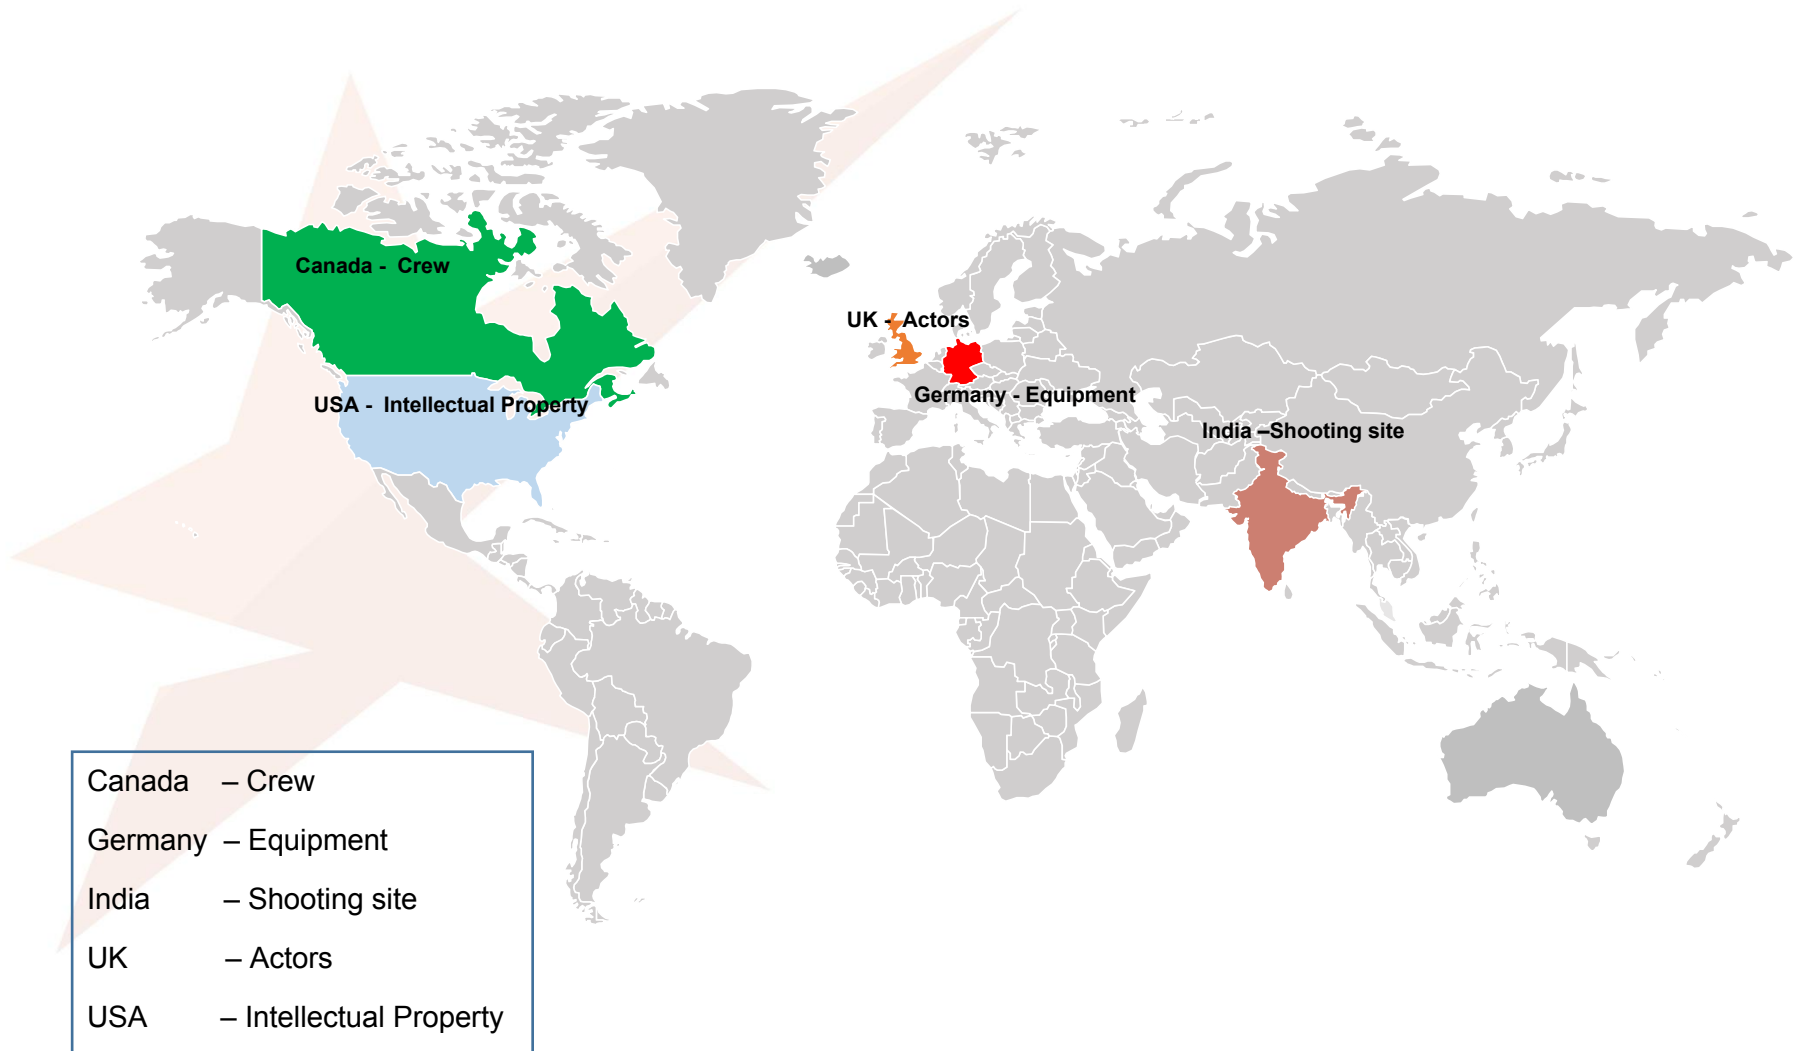 Canada - Crew
UK - Actors
Germany - Equipment
USA - Intellectual Property
India –Shooting site
Canada – Crew
Germany – Equipment
India – Shooting site
UK – Actors
USA – Intellectual Property